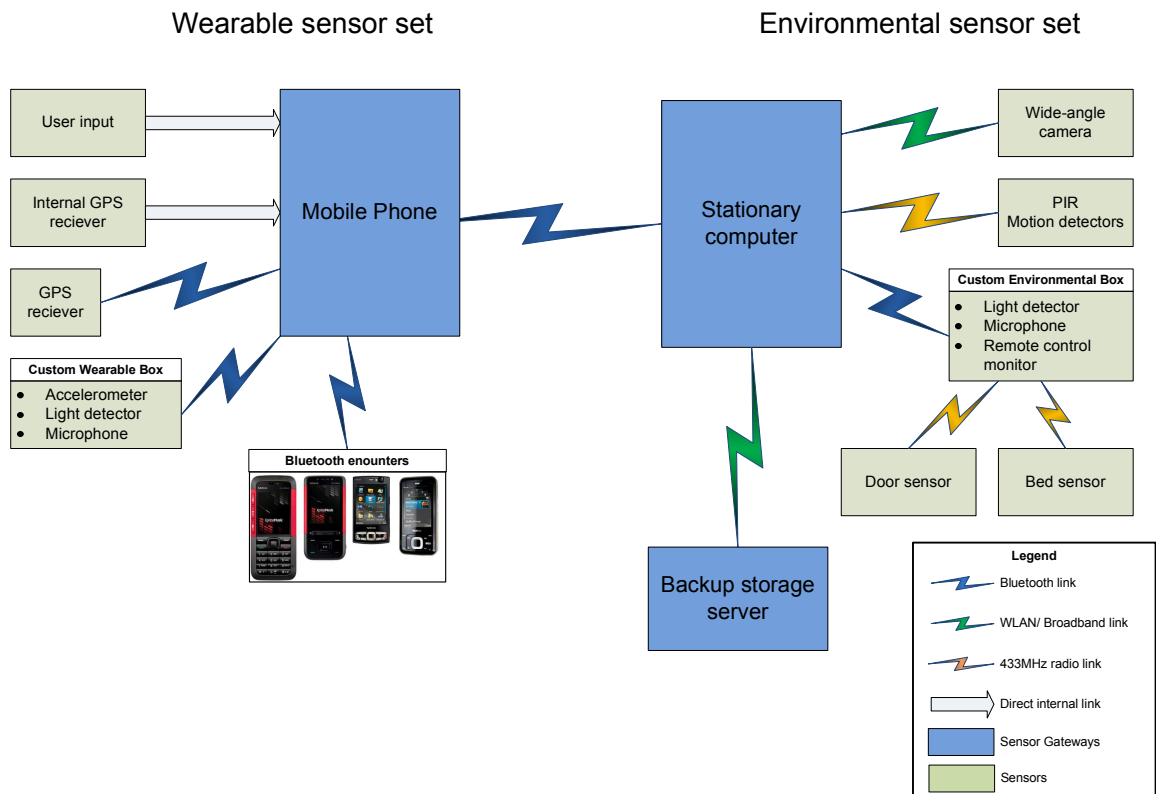 Wearable sensor set
Environmental sensor set
User input
Internal GPS
reciever
GPS
reciever
Custom Wearable Box
Accelerometer
Light detector
Microphone
Mobile Phone
Bluetooth enounters
Stationary
computer
Backup storage
server
Wide-angle
camera
PIR
Motion detectors
Custom Environmental Box
Light detector
Microphone
Remote control
monitor
Door sensor
Bed sensor
Legend
Bluetooth link
WLAN/ Broadband link
433MHz radio link
Direct internal link
Sensor Gateways
Sensors